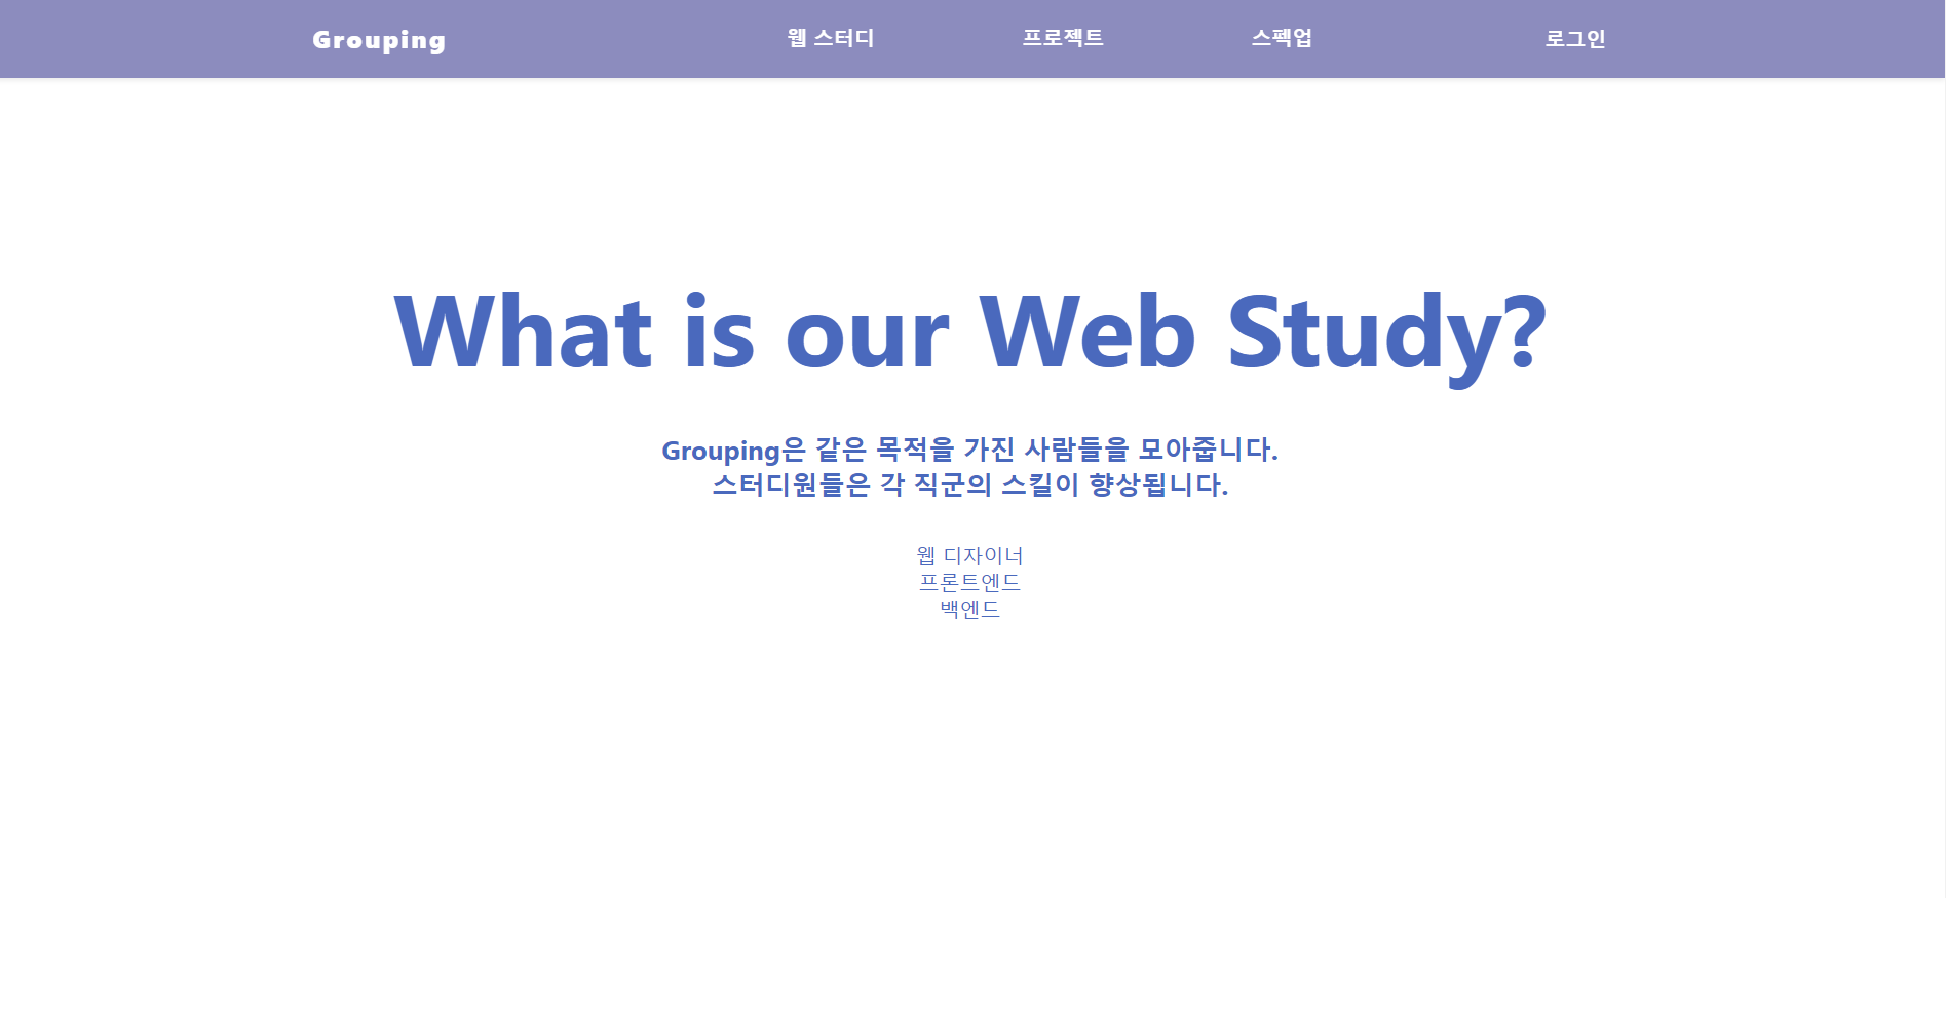 Grouping 웹 스터디 프로젝트 스펙업 로그인
What is our Web Study?
Grouping은 같은 목적을 가진 사람들을 모아줍니다.
스터디원들은 각 직군의 스킬이 향상됩니다.
웹 디자이너
프론트엔드
백엔드